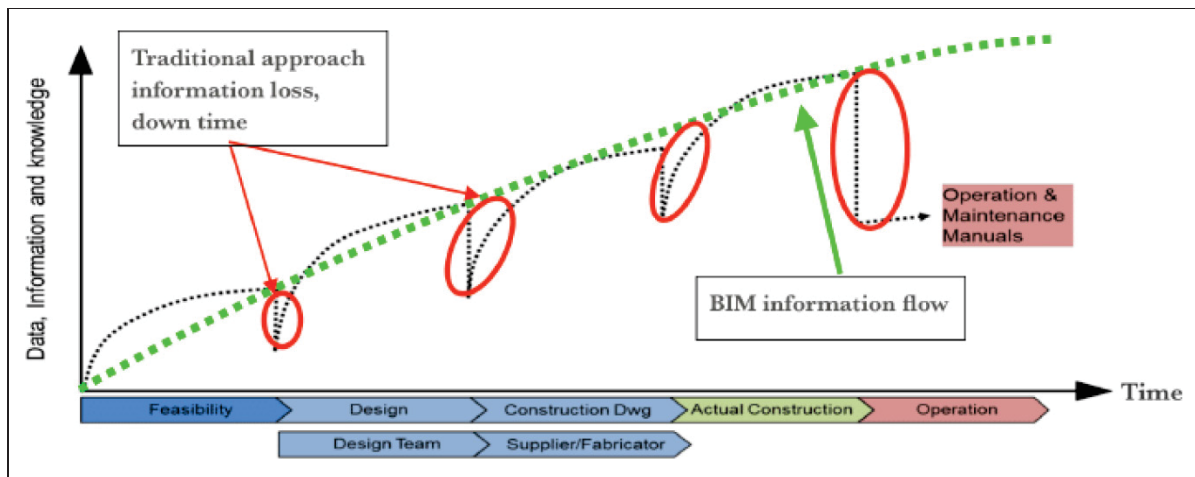 Traditional approach
information loss,
down time
Data, Information and knowledge
Operation &
Maintenance
Manuals
BIM information flow
Time
Feasibility
Design
Construction Dwg
Actual Construction
Operation
Design Team
Supplier/Fabricator